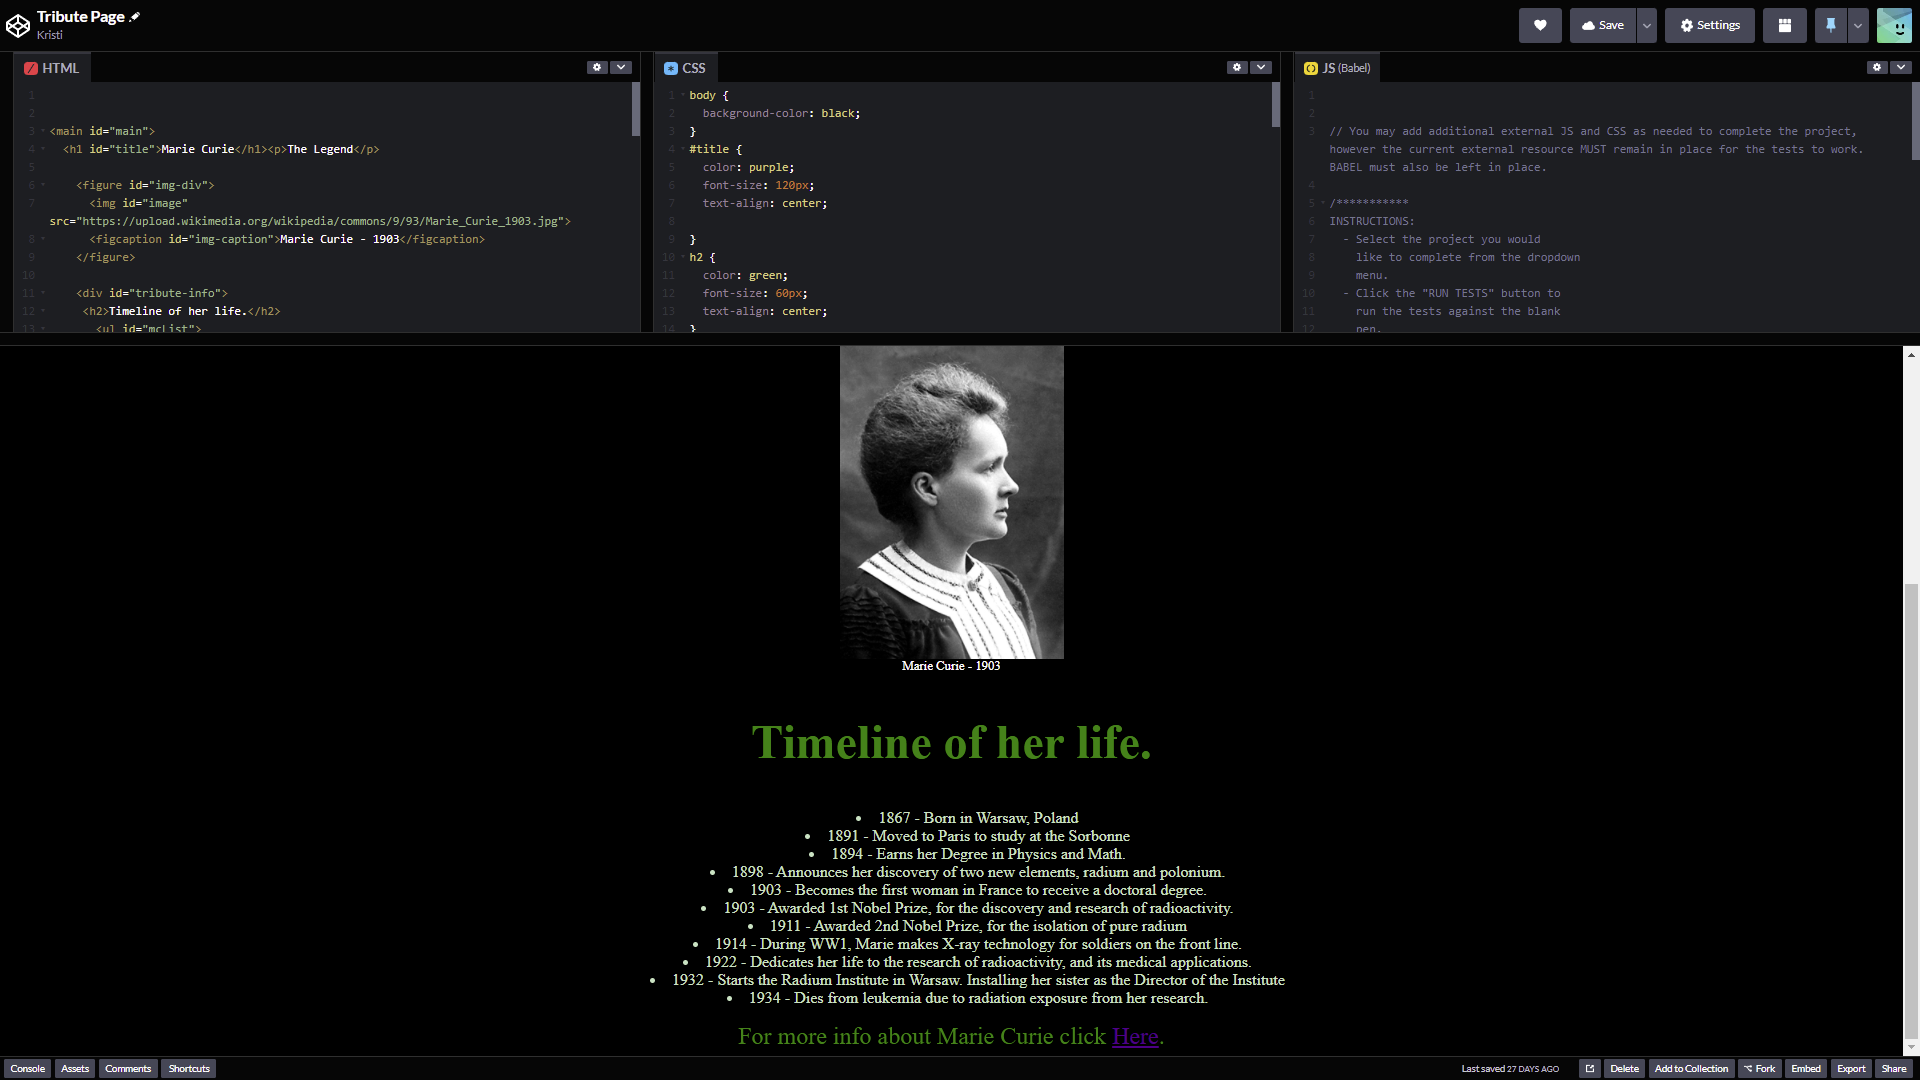 Tribute Page
Kristi
Save
Settings
HTML
1
2
3 <main id="main">
4 <h1 id="title">Marie Curie</h1><p>The Legend</p>
5
6 <figure id="img-div">
7 <img id="image"
src="https://upload.wikimedia.org/wikipedia/commons/9/93/Marie_Curie_1903.jpg">
8 <figcaption id="img-caption">Marie Curie - 1903</figcaption>
9 </figure>
10
11 <div id="tribute-info">
12 <h2>Timeline of her life.</h2>
13 <ul id="mcList">
CSS
1 body {
2 background-color: black;
3 }
4 #title {
5 color: purple;
6 font-size: 120px;
7 text-align: center;
8
9 }
10 h2 {
11 color: green;
12 font-size: 60px;
13 text-align: center;
14 }
JS (Babel)
1
2
3 // You may add additional external JS and CSS as needed to complete the project,
however the current external resource MUST remain in place for the tests to work.
BABEL must also be left in place.
4
5 /***********
6 INSTRUCTIONS:
7 - Select the project you would
8 like to complete from the dropdown
9 menu.
10 - Click the "RUN TESTS" button to
11 run the tests against the blank
12 pen.
Marie Curie - 1903
Timeline of her life.
• 1867 - Born in Warsaw, Poland
• 1891 - Moved to Paris to study at the Sorbonne
• 1894 - Earns her Degree in Physics and Math.
• 1898 - Announces her discovery of two new elements, radium and polonium.
• 1903 - Becomes the first woman in France to receive a doctoral degree.
• 1903 - Awarded 1st Nobel Prize, for the discovery and research of radioactivity.
• 1911 - Awarded 2nd Nobel Prize, for the isolation of pure radium
• 1914 - During WW1, Marie makes X-ray technology for soldiers on the front line.
• 1922 - Dedicates her life to the research of radioactivity, and its medical applications.
• 1932 - Starts the Radium Institute in Warsaw. Installing her sister as the Director of the Institute
• 1934 - Dies from leukemia due to radiation exposure from her research.
For more info about Marie Curie click Here.
Console Assets Comments Shortcuts
Last saved 27 DAYS AGO
Delete Add to Collection Fork Embed Export Share